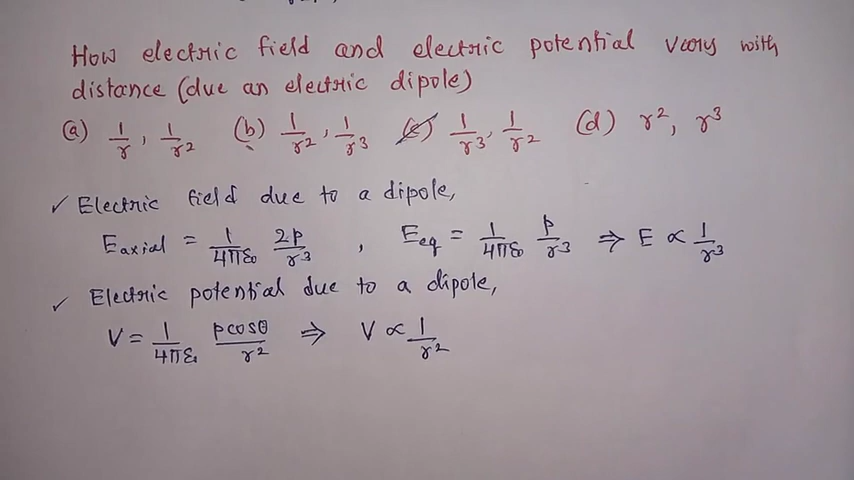 How electric field and electric potential vary with
distance (due an electric dipole)
(a) 1/r, 1/r² (b) 1/r², 1/r³ (c) 1/r³, 1/r² (d) r², r³
✓ Electric field due to a dipole,
E_axial = 1/4πε₀ 2p/r³ , E_eq = 1/4πε₀ p/r³ ⇒ E ∝ 1/r³
✓ Electric potential due to a dipole,
V = 1/4πε₀ pcosθ/r² ⇒ V ∝ 1/r²